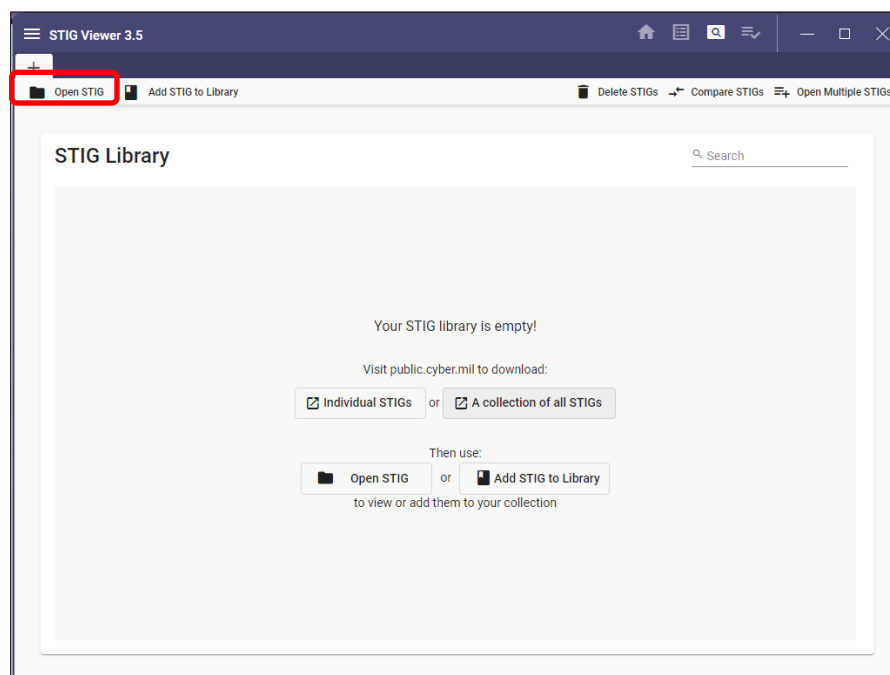 STIG Viewer 3.5
Open STIG Add STIG to Library Delete STIGs Compare STIGs Open Multiple STIGs
STIG Library Search
Your STIG library is empty!
Visit public.cyber.mil to download:
Individual STIGs or A collection of all STIGs
Then use:
Open STIG or Add STIG to Library
to view or add them to your collection